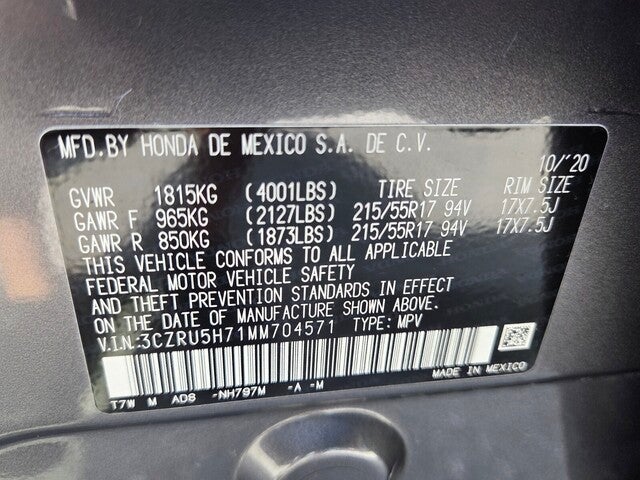 MFD.BY HONDA DE MEXICO S.A. DE C.V.
10/'20
GVWR 1815KG (4001LBS) TIRE SIZE RIM SIZE
GAWR F 965KG (2127LBS) 215/55R17 94V 17X7.5J
GAWR R 850KG (1873LBS) 215/55R17 94V 17X7.5J
THIS VEHICLE CONFORMS TO ALL APPLICABLE
FEDERAL MOTOR VEHICLE SAFETY
AND THEFT PREVENTION STANDARDS IN EFFECT
ON THE DATE OF MANUFACTURE SHOWN ABOVE.
V.I.N.:3CZRU5H71MM704571 TYPE: MPV
T7W M AD8 -NH797M -A -M
MADE IN MEXICO